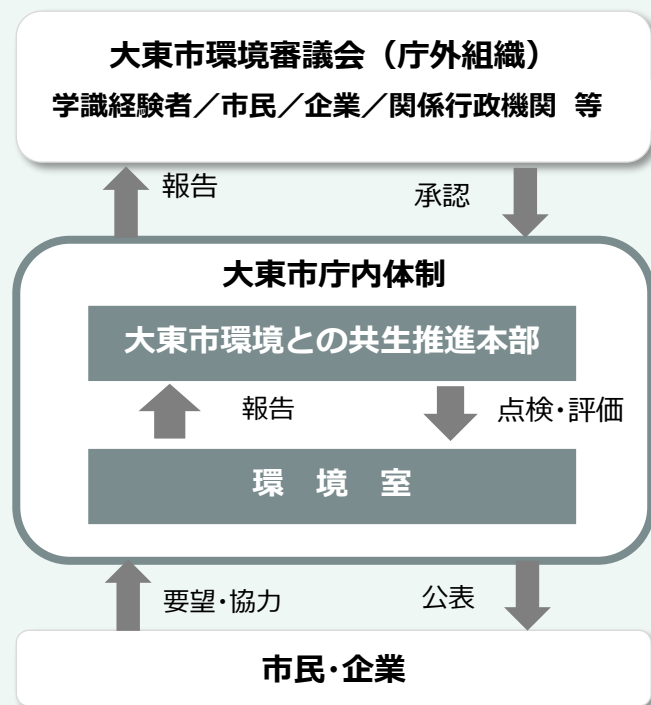 大東市環境審議会（庁外組織）
学識経験者／市民／企業／関係行政機関 等
報告
承認
大東市庁内体制
大東市環境との共生推進本部
報告
点検･評価
環　境　室
要望･協力
公表
市民･企業